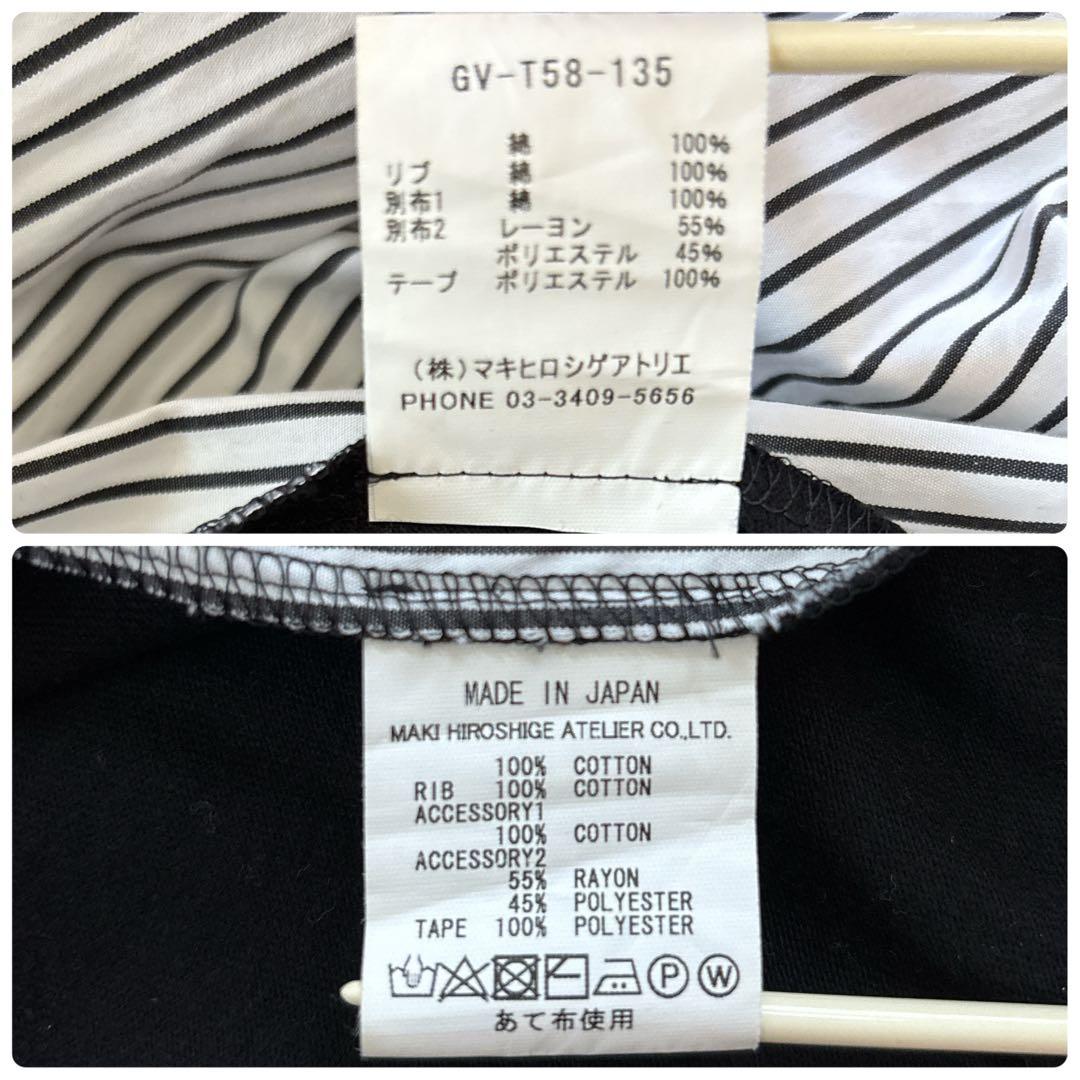 GV-T58-135
綿 100%
リブ 綿 100%
別布1 綿 100%
別布2 レーヨン 55%
ポリエステル 45%
テープ ポリエステル 100%
(株)マキヒロシゲアトリエ
PHONE 03-3409-5656
MADE IN JAPAN
MAKI HIROSHIGE ATELIER CO.,LTD.
100% COTTON
RIB 100% COTTON
ACCESSORY1
100% COTTON
ACCESSORY2
55% RAYON
45% POLYESTER
TAPE 100% POLYESTER
P W
あて布使用